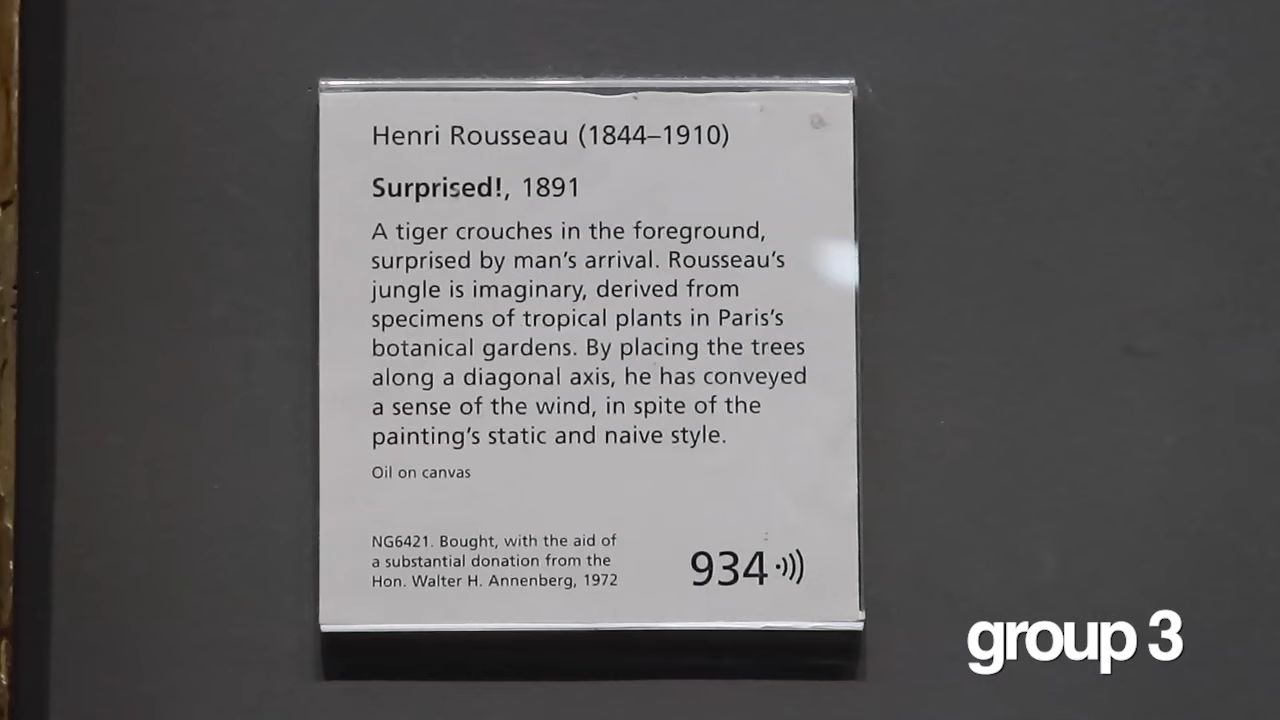 Henri Rousseau (1844–1910)
Surprised!, 1891
A tiger crouches in the foreground,
surprised by man's arrival. Rousseau's
jungle is imaginary, derived from
specimens of tropical plants in Paris's
botanical gardens. By placing the trees
along a diagonal axis, he has conveyed
a sense of the wind, in spite of the
painting's static and naive style.
Oil on canvas
NG6421. Bought, with the aid of
a substantial donation from the
Hon. Walter H. Annenberg, 1972
934
group 3